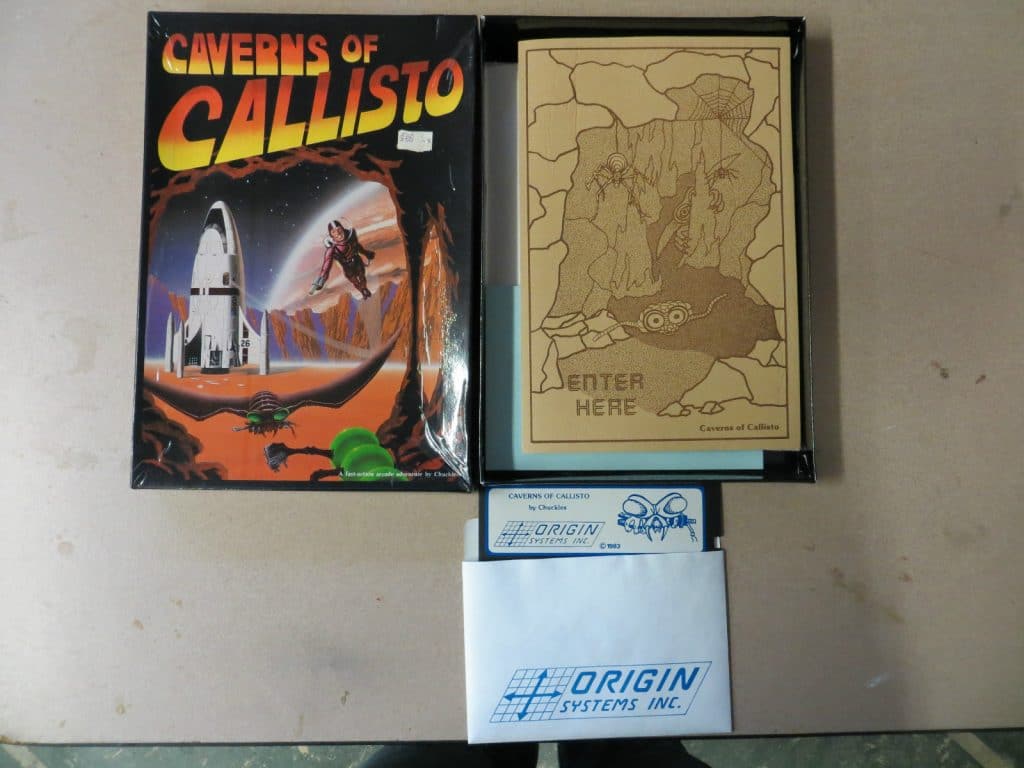 CAVERNS OF
CALLISTO
26
A fast-action arcade adventure by Chuckles
ENTER
HERE
Caverns of Callisto
CAVERNS OF CALLISTO
by Chuckles
ORIGIN
SYSTEMS INC.
©1983
ORIGIN
SYSTEMS INC.